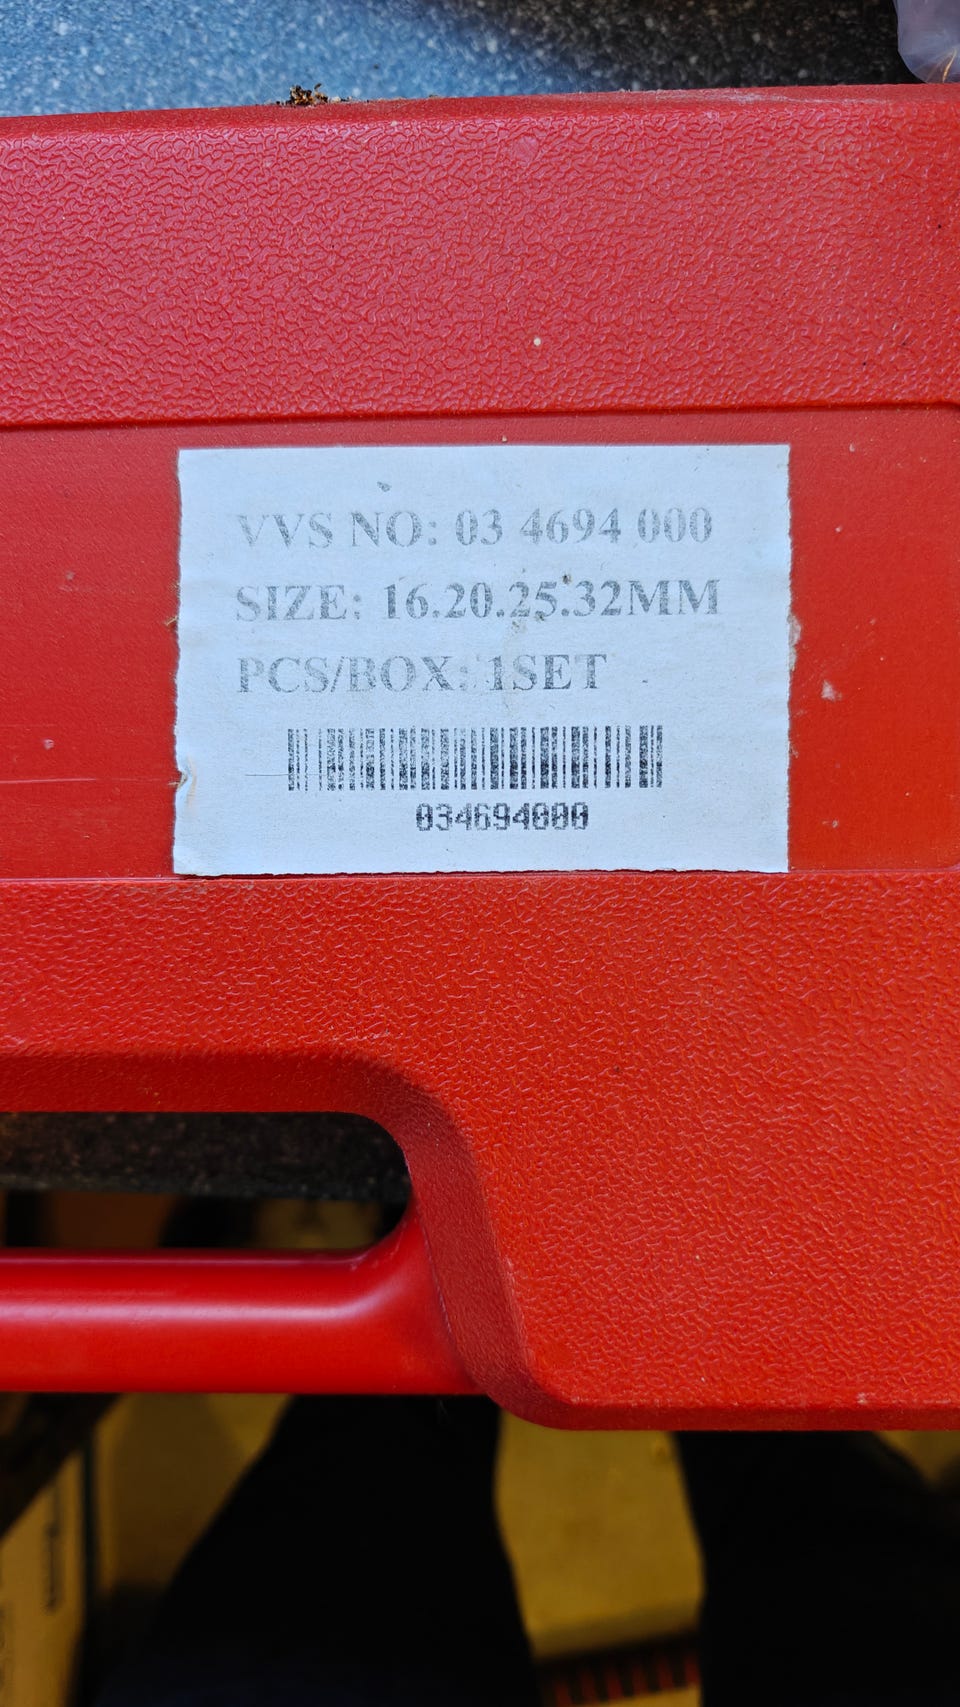 VVS NO: 03 4694 000
SIZE: 16.20.25.32MM
PCS/BOX: 1SET
034694000